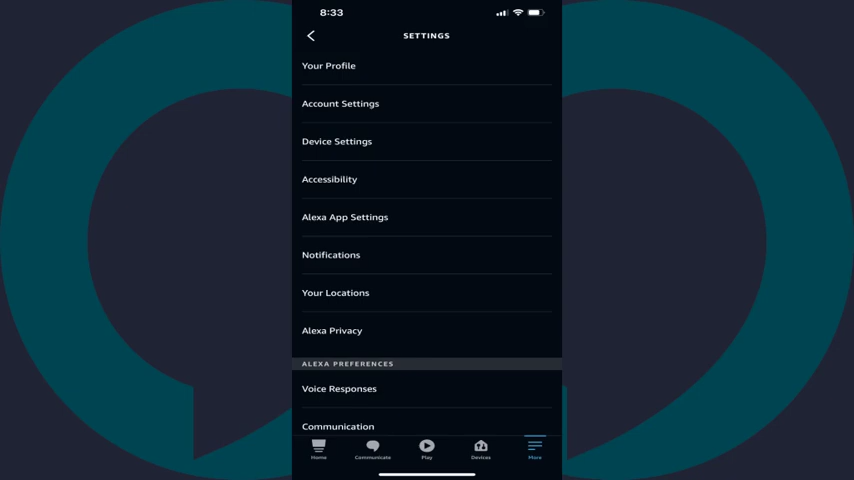 8:33
SETTINGS
Your Profile
Account Settings
Device Settings
Accessibility
Alexa App Settings
Notifications
Your Locations
Alexa Privacy
ALEXA PREFERENCES
Voice Responses
Communication
Home Communicate Play Devices More